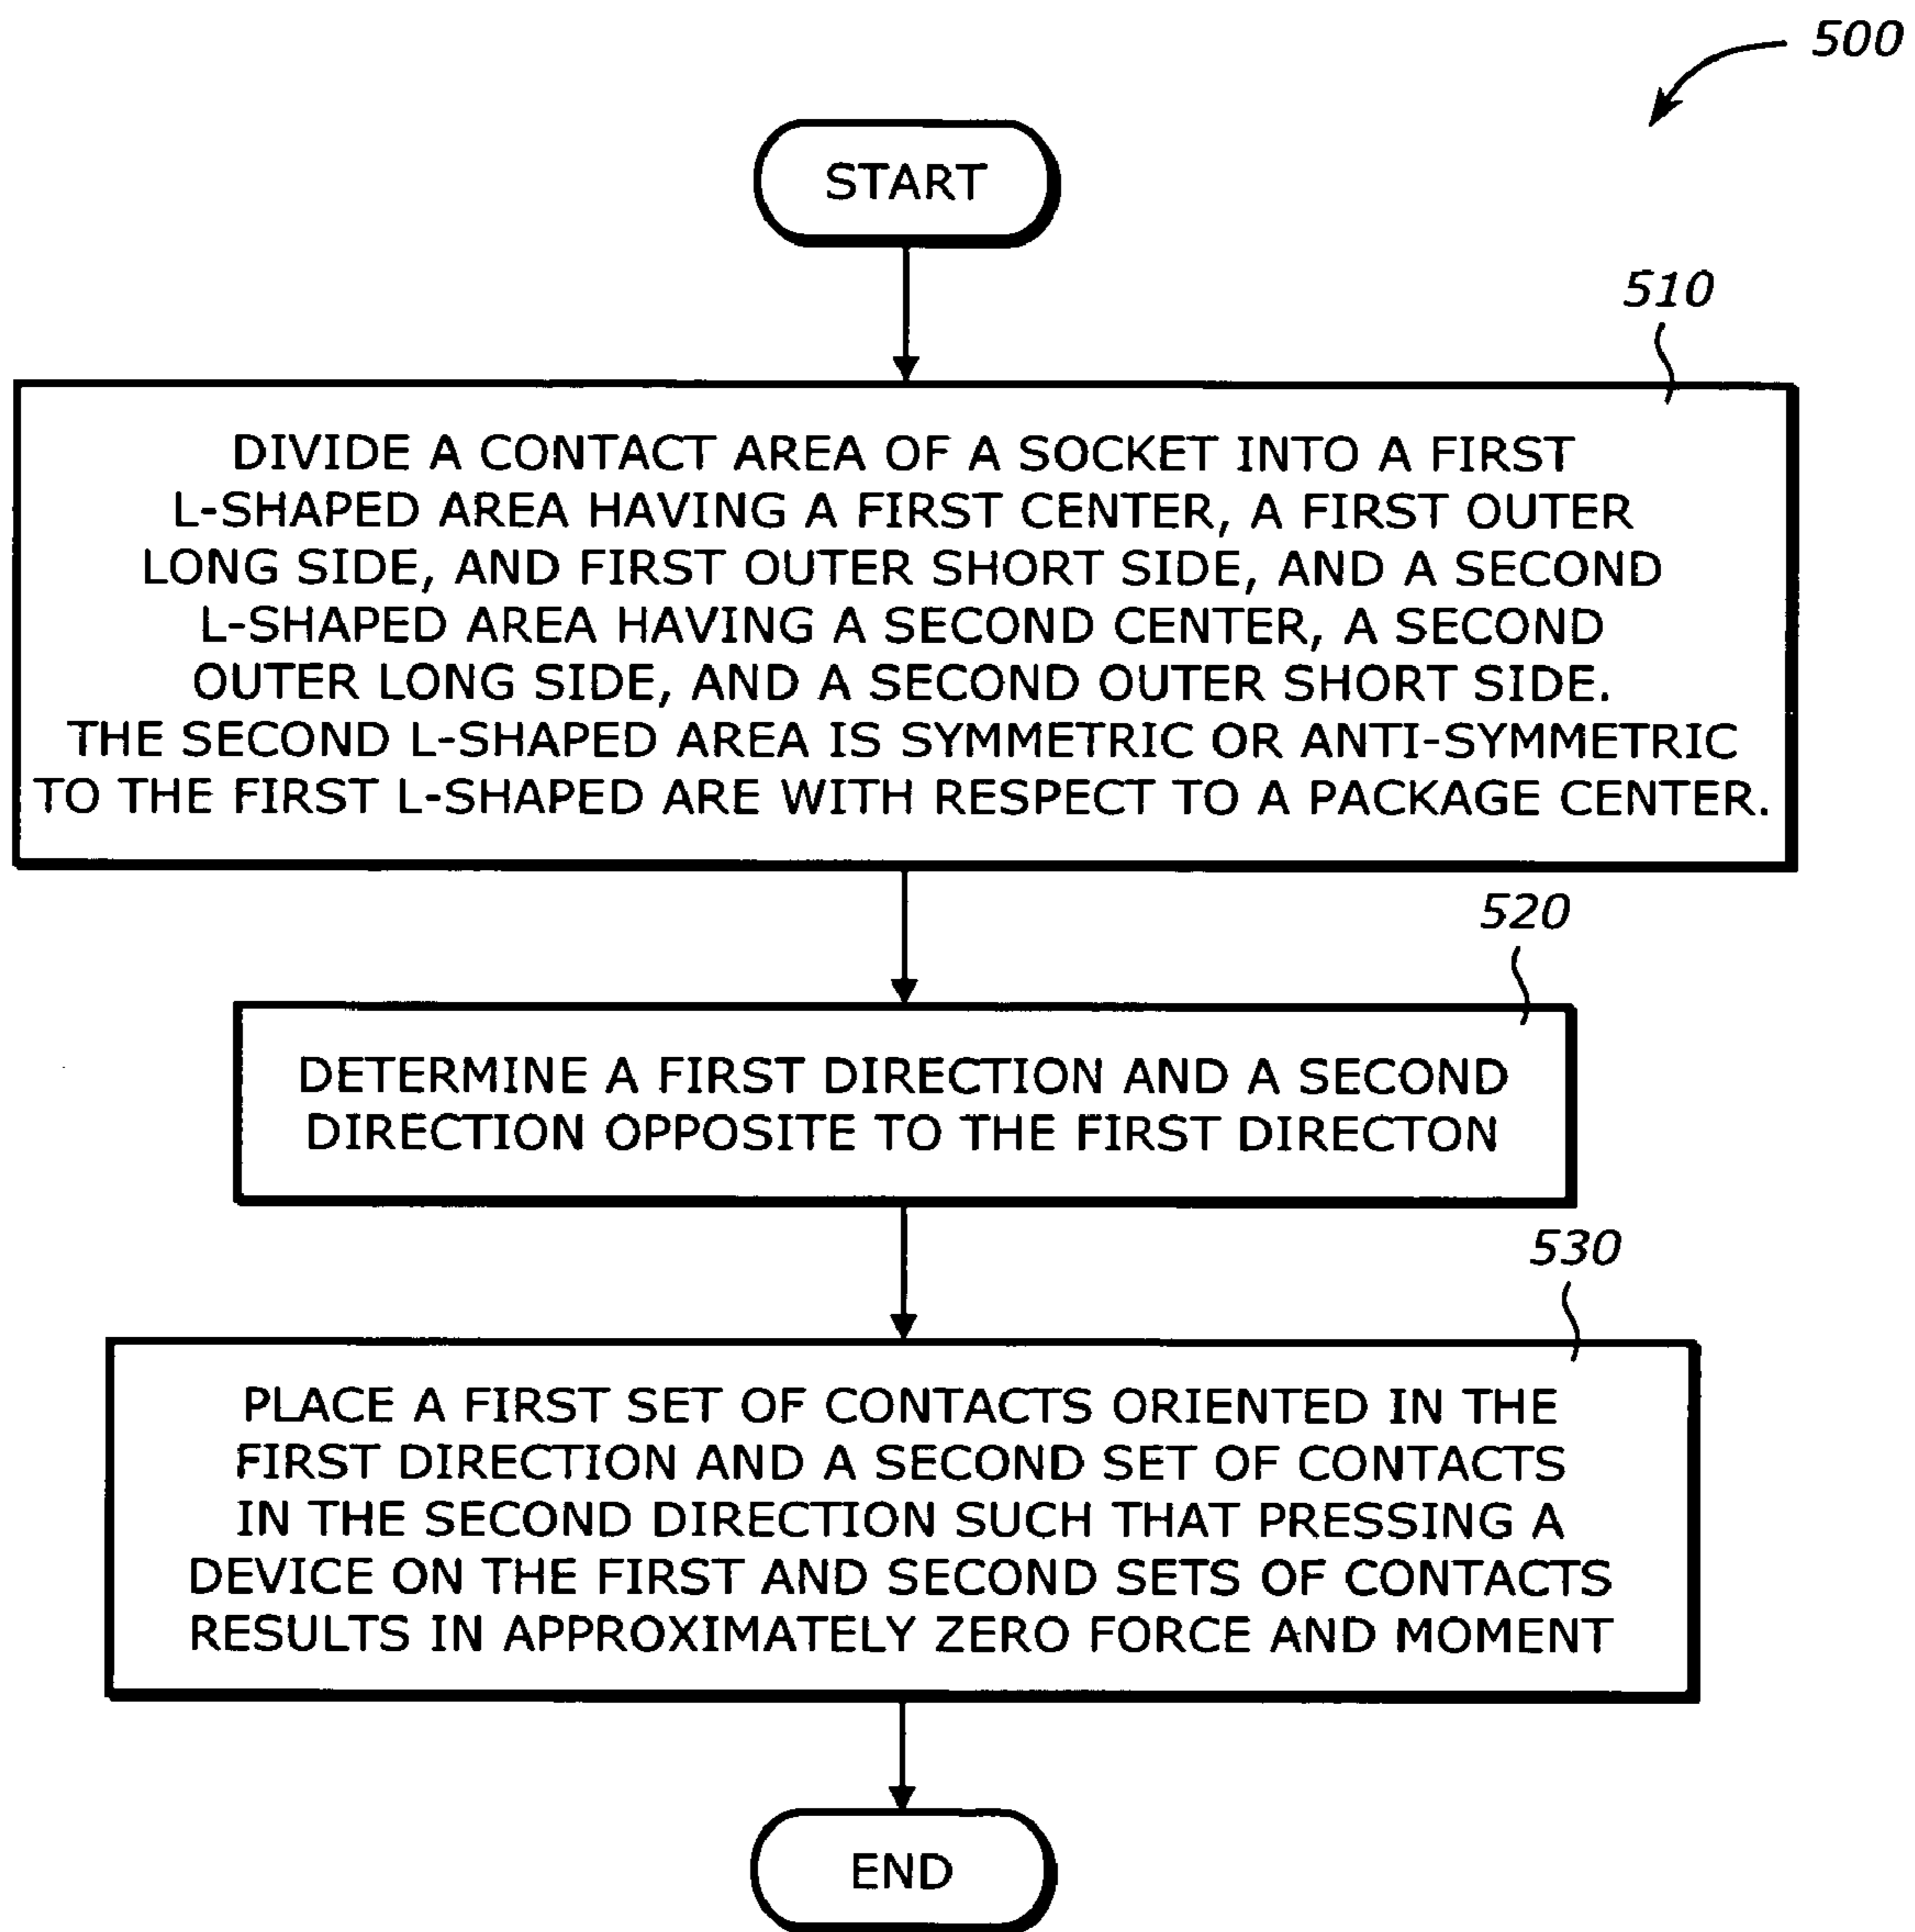 500
START
510
DIVIDE A CONTACT AREA OF A SOCKET INTO A FIRST
L-SHAPED AREA HAVING A FIRST CENTER, A FIRST OUTER
LONG SIDE, AND FIRST OUTER SHORT SIDE, AND A SECOND
L-SHAPED AREA HAVING A SECOND CENTER, A SECOND
OUTER LONG SIDE, AND A SECOND OUTER SHORT SIDE.
THE SECOND L-SHAPED AREA IS SYMMETRIC OR ANTI-SYMMETRIC
TO THE FIRST L-SHAPED ARE WITH RESPECT TO A PACKAGE CENTER.
520
DETERMINE A FIRST DIRECTION AND A SECOND
DIRECTION OPPOSITE TO THE FIRST DIRECTON
530
PLACE A FIRST SET OF CONTACTS ORIENTED IN THE
FIRST DIRECTION AND A SECOND SET OF CONTACTS
IN THE SECOND DIRECTION SUCH THAT PRESSING A
DEVICE ON THE FIRST AND SECOND SETS OF CONTACTS
RESULTS IN APPROXIMATELY ZERO FORCE AND MOMENT
END